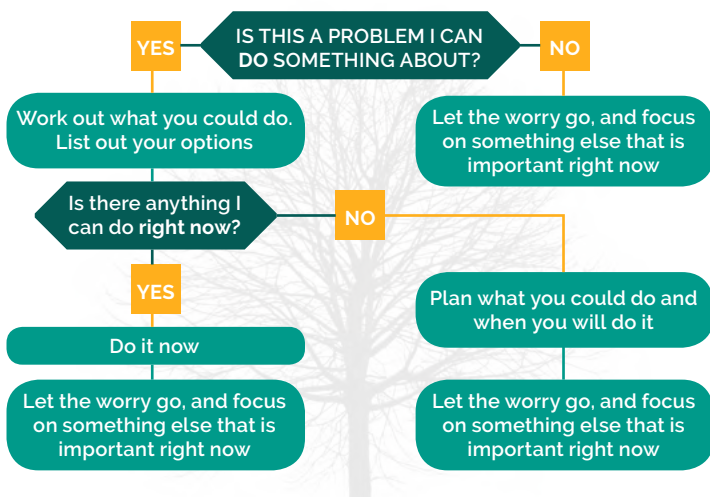 IS THIS A PROBLEM I CAN
DO SOMETHING ABOUT?
YES
NO
Work out what you could do.
List out your options
Let the worry go, and focus
on something else that is
important right now
Is there anything I
can do right now?
NO
YES
Plan what you could do and
when you will do it
Do it now
Let the worry go, and focus
on something else that is
important right now
Let the worry go, and focus
on something else that is
important right now